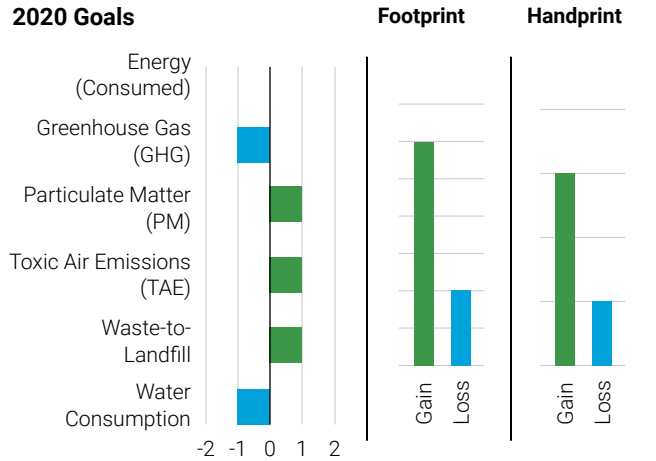 2020 Goals
Footprint
Handprint
Energy
(Consumed)
Greenhouse Gas
(GHG)
Particulate Matter
(PM)
Toxic Air Emissions
(TAE)
Waste-to-
Landfill
Water
Consumption
-2 -1 0 1 2
Gain Loss
Gain Loss